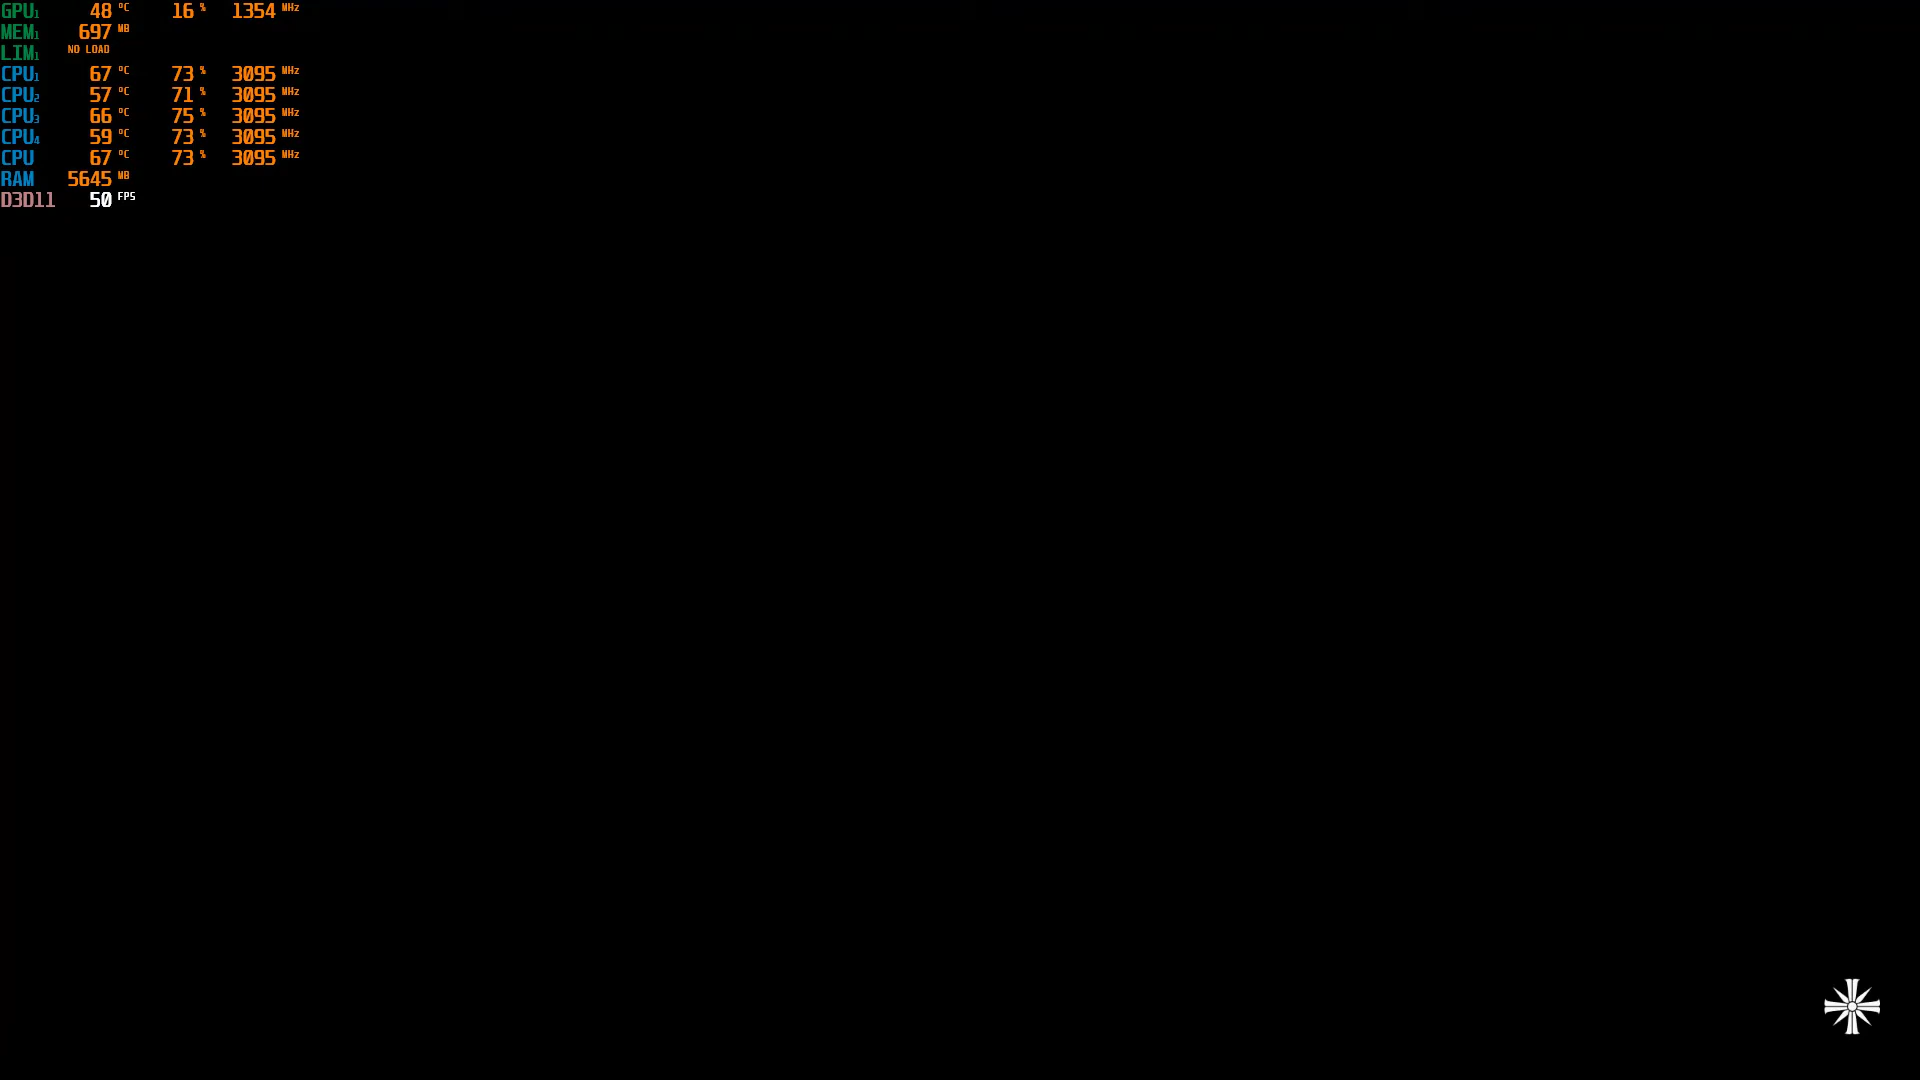 GPU1 48 °C 16 % 1354 MHz
MEM1 697 MB
LIM1 NO LOAD
CPU1 67 °C 73 % 3095 MHz
CPU2 57 °C 71 % 3095 MHz
CPU3 66 °C 75 % 3095 MHz
CPU4 59 °C 73 % 3095 MHz
CPU 67 °C 73 % 3095 MHz
RAM 5645 MB
D3D11 50 FPS